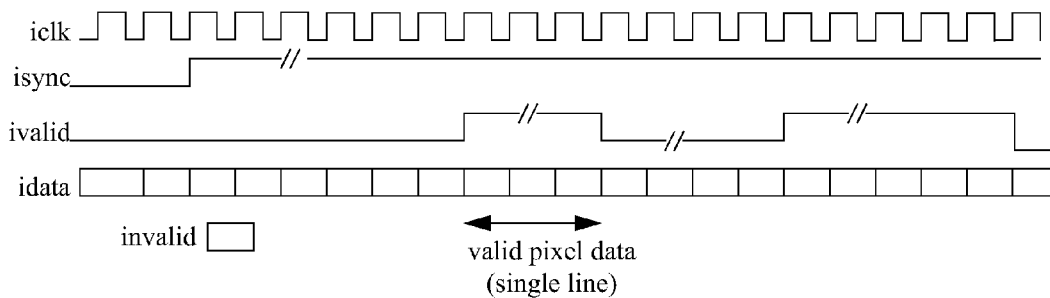 iclk
isync
ivalid
idata
invalid
valid pixel data
(single line)